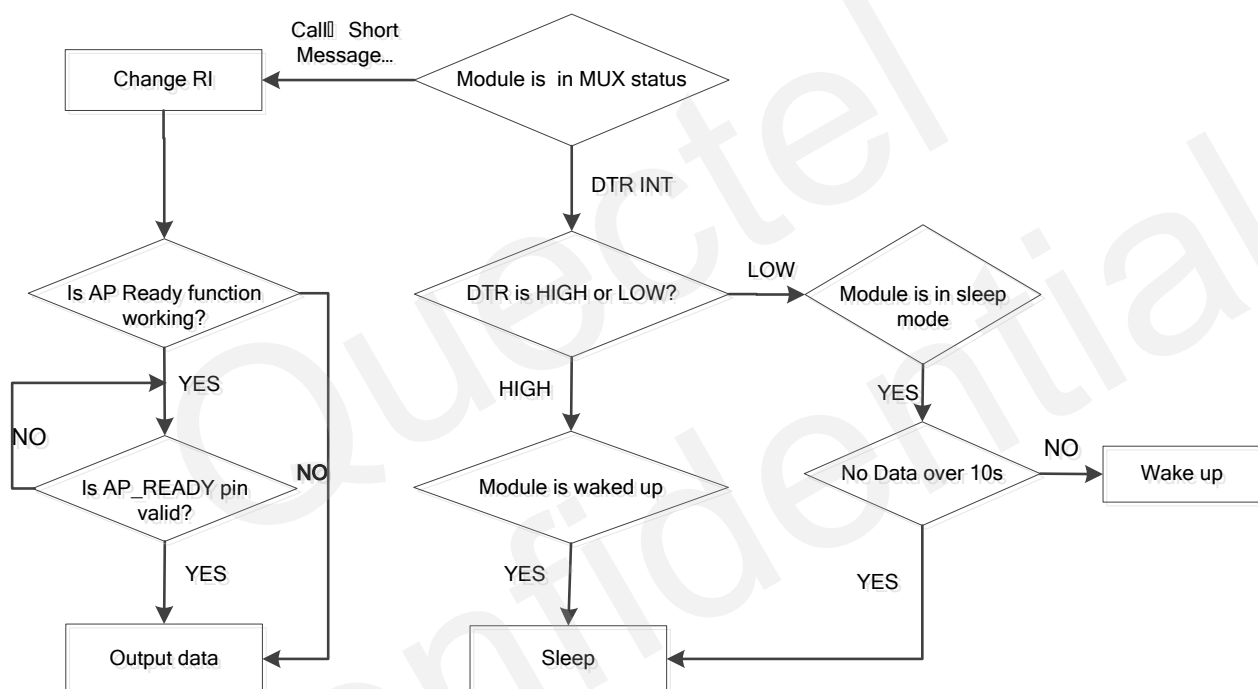 Call▯ Short
Message…
Change RI
Module is in MUX status
DTR INT
Is AP Ready function
working?
DTR is HIGH or LOW?
LOW
Module is in sleep
mode
YES
HIGH
YES
NO
NO
Is AP_READY pin
valid?
Module is waked up
No Data over 10s
NO
Wake up
YES
YES
YES
Output data
Sleep
Quectel
Confidential